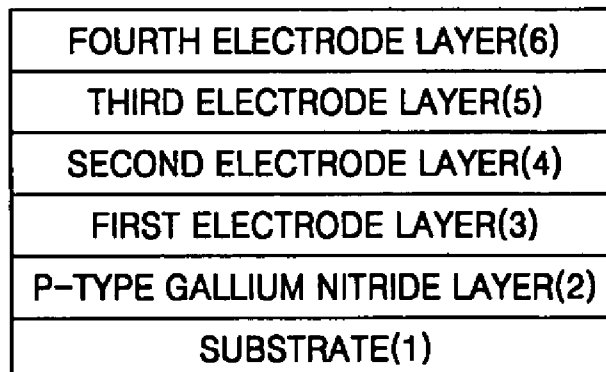 FOURTH ELECTRODE LAYER(6)
THIRD ELECTRODE LAYER(5)
SECOND ELECTRODE LAYER(4)
FIRST ELECTRODE LAYER(3)
P-TYPE GALLIUM NITRIDE LAYER(2)
SUBSTRATE(1)